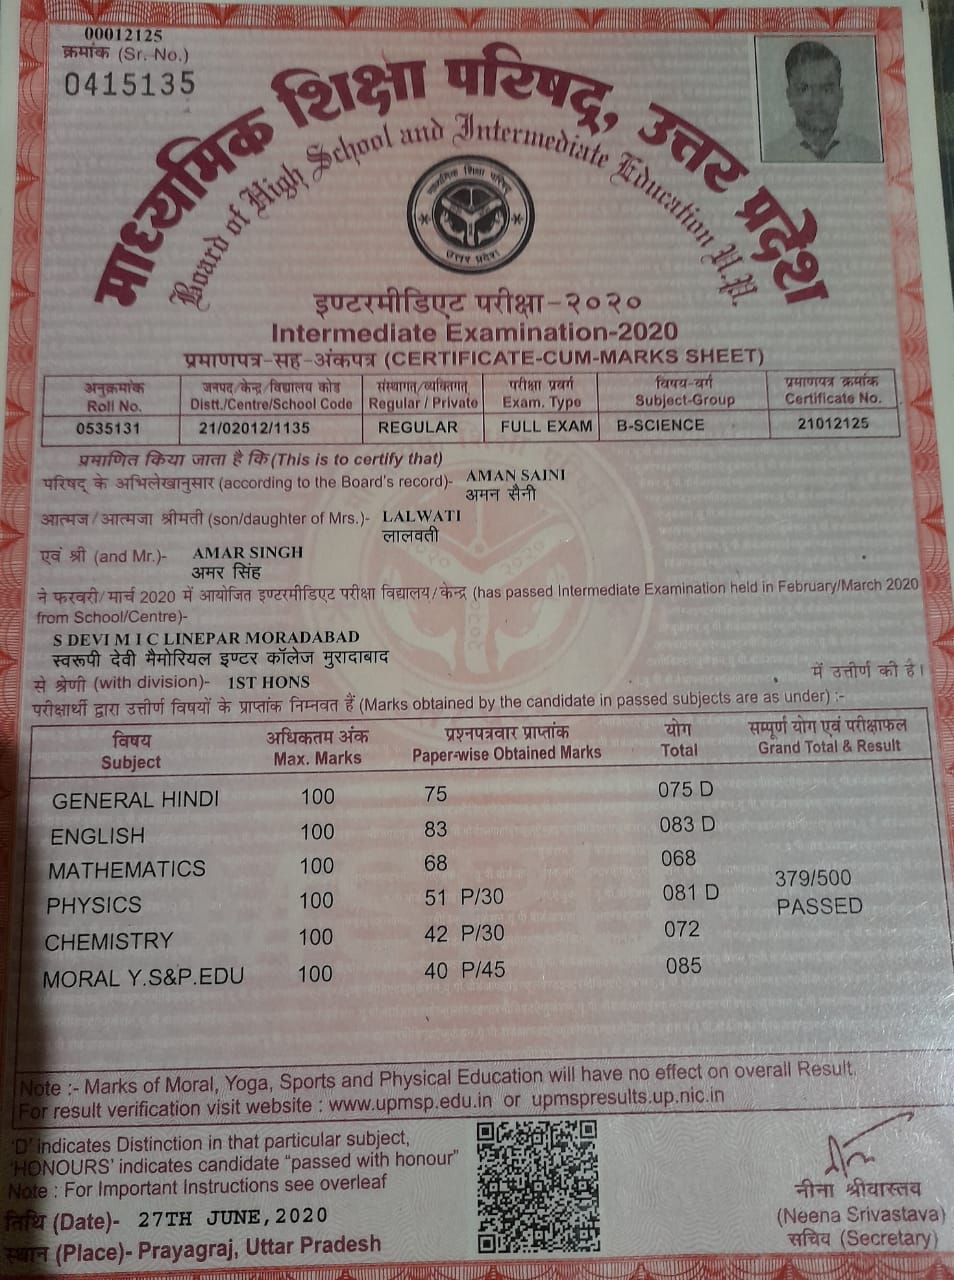 00012125
क्रमांक (Sr. No.)
0415135
माध्यमिक शिक्षा परिषद्, उत्तर प्रदेश
Board of High School and Intermediate Education U.P.
माध्यमिक शिक्षा परिषद्
उत्तर प्रदेश
इण्टरमीडिएट परीक्षा-२०२०
Intermediate Examination-2020
प्रमाणपत्र-सह-अंकपत्र (CERTIFICATE-CUM-MARKS SHEET)
अनुक्रमांक जनपद/केन्द्र/विद्यालय कोड संस्थागत/व्यक्तिगत परीक्षा प्रवर्ग विषय-वर्ग प्रमाणपत्र क्रमांक
Roll No. Distt./Centre/School Code Regular / Private Exam. Type Subject-Group Certificate No.
0535131 21/02012/1135 REGULAR FULL EXAM B-SCIENCE 21012125
प्रमाणित किया जाता है कि (This is to certify that)
परिषद् के अभिलेखानुसार (according to the Board's record)- AMAN SAINI
अमन सैनी
आत्मज/आत्मजा श्रीमती (son/daughter of Mrs.)- LALWATI
लालवती
एवं श्री (and Mr.)- AMAR SINGH
अमर सिंह
ने फरवरी/मार्च 2020 में आयोजित इण्टरमीडिएट परीक्षा विद्यालय/केन्द्र (has passed Intermediate Examination held in February/March 2020
from School/Centre)-
S DEVI M I C LINEPAR MORADABAD
स्वरूपी देवी मैमोरियल इण्टर कॉलेज मुरादाबाद
से श्रेणी (with division)- 1ST HONS में उत्तीर्ण की है।
परीक्षार्थी द्वारा उत्तीर्ण विषयों के प्राप्तांक निम्नवत हैं (Marks obtained by the candidate in passed subjects are as under) :-
विषय अधिकतम अंक प्रश्नपत्रवार प्राप्तांक योग सम्पूर्ण योग एवं परीक्षाफल
Subject Max. Marks Paper-wise Obtained Marks Total Grand Total & Result
GENERAL HINDI 100 75 075 D
ENGLISH 100 83 083 D
MATHEMATICS 100 68 068
379/500
PHYSICS 100 51 P/30 081 D
PASSED
CHEMISTRY 100 42 P/30 072
MORAL Y.S&P.EDU 100 40 P/45 085
Note :- Marks of Moral, Yoga, Sports and Physical Education will have no effect on overall Result.
For result verification visit website : www.upmsp.edu.in or upmspresults.up.nic.in
'D' indicates Distinction in that particular subject,
'HONOURS' indicates candidate "passed with honour"
Note : For Important Instructions see overleaf
तिथि (Date)- 27TH JUNE, 2020
स्थान (Place)- Prayagraj, Uttar Pradesh
नीना श्रीवास्तव
(Neena Srivastava)
सचिव (Secretary)